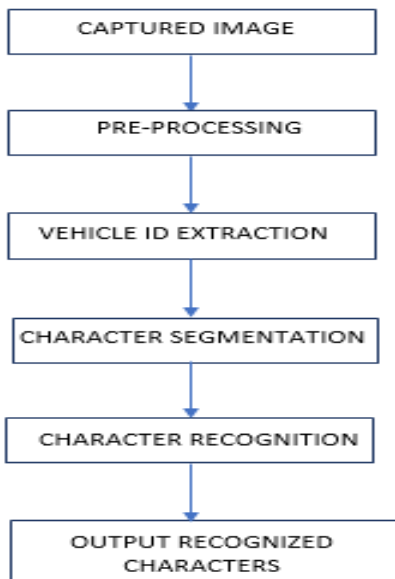 CAPTURED IMAGE
PRE-PROCESSING
VEHICLE ID EXTRACTION
CHARACTER SEGMENTATION
CHARACTER RECOGNITION
OUTPUT RECOGNIZED
CHARACTERS